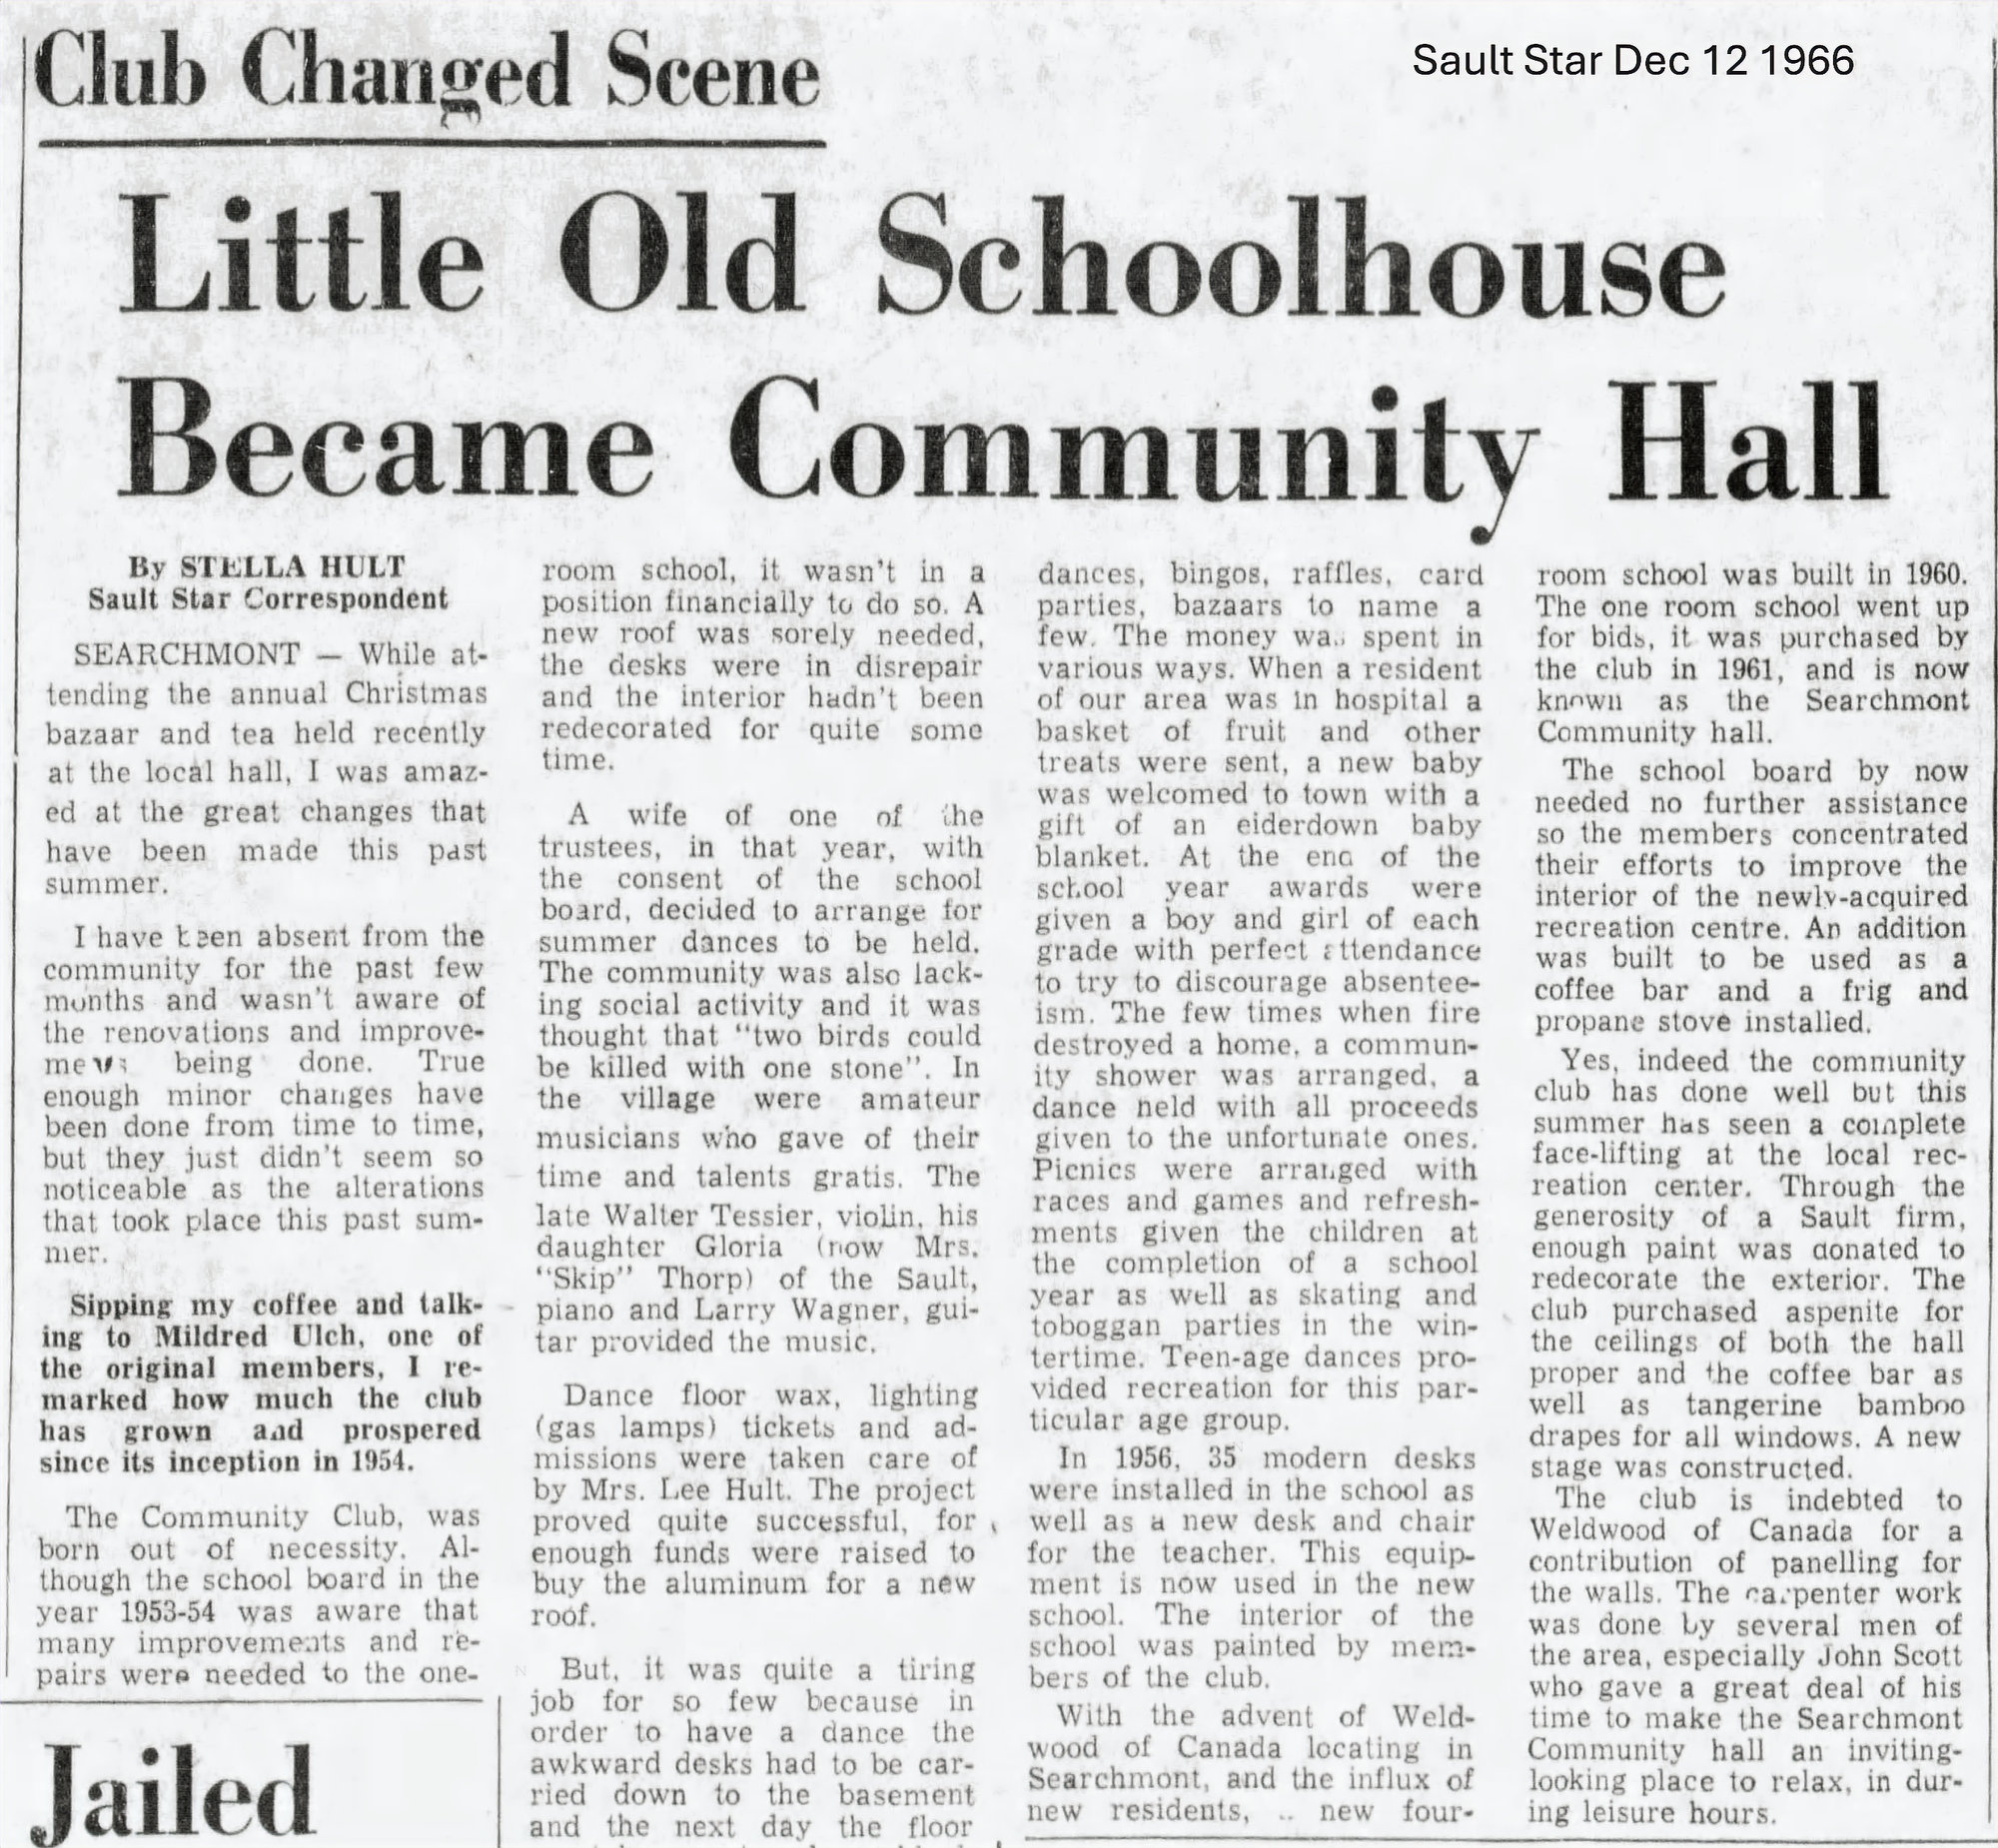 Club Changed Scene
Sault Star Dec 12 1966
Little Old Schoolhouse
Became Community Hall
By STELLA HULT
Sault Star Correspondent
SEARCHMONT — While at-
tending the annual Christmas
bazaar and tea held recently
at the local hall, I was amaz-
ed at the great changes that
have been made this past
summer.
I have been absent from the
community for the past few
months and wasn't aware of
the renovations and improve-
being done. True
enough minor changes have
been done from time to time,
but they just didn't seem so
noticeable as the alterations
that took place this past sum-
mer.
Sipping my coffee and talk-
ing to Mildred Ulch, one of
the original members, I re-
marked how much the club
has grown and prospered
since its inception in 1954.
The Community Club, was
born out of necessity. Al-
though the school board in the
year 1953-54 was aware that
many improvements and re-
pairs were needed to the one-
Jailed
room school, it wasn't in a
position financially to do so. A
new roof was sorely needed,
the desks were in disrepair
and the interior hadn't been
redecorated for quite some
time.
A wife of one of the
trustees, in that year, with
the consent of the school
board, decided to arrange for
summer dances to be held.
The community was also lack-
ing social activity and it was
thought that "two birds could
be killed with one stone". In
the village were amateur
musicians who gave of their
time and talents gratis. The
late Walter Tessier, violin, his
daughter Gloria (now Mrs.
"Skip" Thorp) of the Sault,
piano and Larry Wagner, gui-
tar provided the music.
Dance floor wax, lighting
(gas lamps) tickets and ad-
missions were taken care of
by Mrs. Lee Hult. The project
proved quite successful, for
enough funds were raised to
buy the aluminum for a new
roof.
But, it was quite a tiring
job for so few because in
order to have a dance the
awkward desks had to be car-
ried down to the basement
and the next day the floor
dances, bingos, raffles, card
parties, bazaars to name a
few. The money was spent in
various ways. When a resident
of our area was in hospital a
basket of fruit and other
treats were sent, a new baby
was welcomed to town with a
gift of an eiderdown baby
blanket. At the end of the
school year awards were
given a boy and girl of each
grade with perfect attendance
to try to discourage absentee-
ism. The few times when fire
destroyed a home, a commun-
ity shower was arranged, a
dance held with all proceeds
given to the unfortunate ones.
Picnics were arranged with
races and games and refresh-
ments given the children at
the completion of a school
year as well as skating and
toboggan parties in the win-
tertime. Teen-age dances pro-
vided recreation for this par-
ticular age group.
In 1956, 35 modern desks
were installed in the school as
well as a new desk and chair
for the teacher. This equip-
ment is now used in the new
school. The interior of the
school was painted by mem-
bers of the club.
With the advent of Weld-
wood of Canada locating in
Searchmont, and the influx of
new residents, new four-
room school was built in 1960.
The one room school went up
for bids, it was purchased by
the club in 1961, and is now
known as the Searchmont
Community hall.
The school board by now
needed no further assistance
so the members concentrated
their efforts to improve the
interior of the newly-acquired
recreation centre. An addition
was built to be used as a
coffee bar and a frig and
propane stove installed.
Yes, indeed the community
club has done well but this
summer has seen a complete
face-lifting at the local rec-
reation center. Through the
generosity of a Sault firm,
enough paint was donated to
redecorate the exterior. The
club purchased aspenite for
the ceilings of both the hall
proper and the coffee bar as
well as tangerine bamboo
drapes for all windows. A new
stage was constructed.
The club is indebted to
Weldwood of Canada for a
contribution of panelling for
the walls. The carpenter work
was done by several men of
the area, especially John Scott
who gave a great deal of his
time to make the Searchmont
Community hall an inviting-
looking place to relax, in dur-
ing leisure hours.